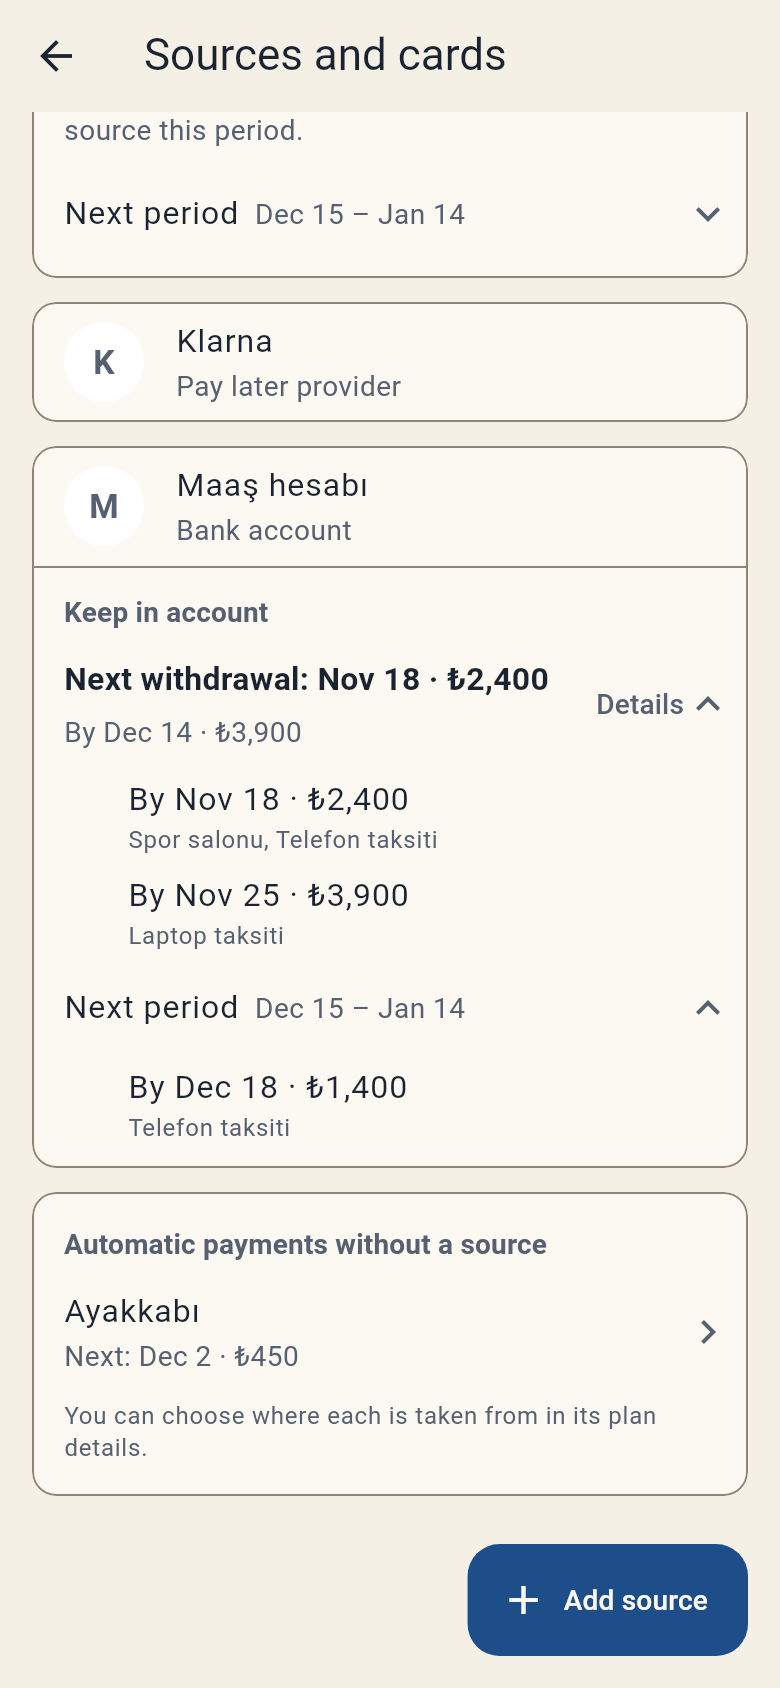 Sources and cards
source this period.
Next period Dec 15 – Jan 14
K
Klarna
Pay later provider
M
Maaş hesabı
Bank account
Keep in account
Next withdrawal: Nov 18 · ₺2,400
Details
By Dec 14 · ₺3,900
By Nov 18 · ₺2,400
Spor salonu, Telefon taksiti
By Nov 25 · ₺3,900
Laptop taksiti
Next period Dec 15 – Jan 14
By Dec 18 · ₺1,400
Telefon taksiti
Automatic payments without a source
Ayakkabı
Next: Dec 2 · ₺450
You can choose where each is taken from in its plan
details.
+ Add source